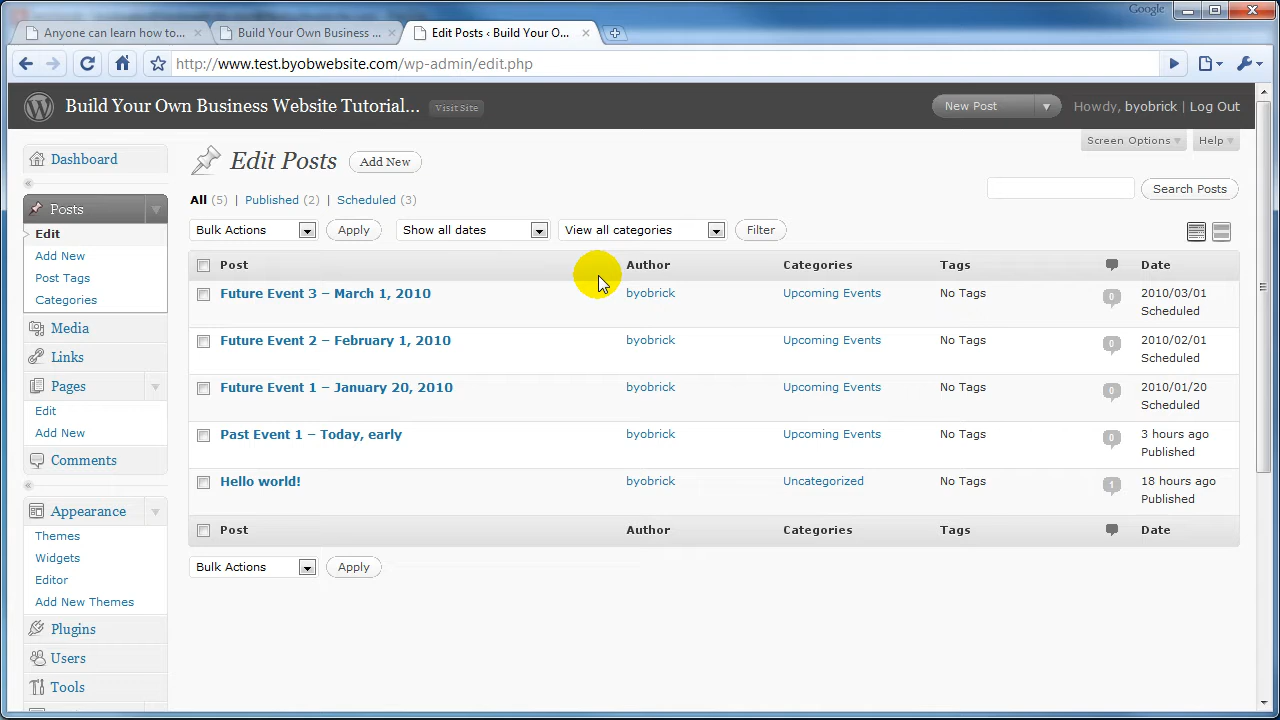 Google
Anyone can learn how to...
Build Your Own Business ...
Edit Posts ‹ Build Your O...
http://www.test.byobwebsite.com/wp-admin/edit.php
Build Your Own Business Website Tutorial...
Visit Site
New Post
Howdy, byobrick | Log Out
Screen Options
Help
Dashboard
Posts
Edit
Add New
Post Tags
Categories
Media
Links
Pages
Edit
Add New
Comments
Appearance
Themes
Widgets
Editor
Add New Themes
Plugins
Users
Tools
Edit Posts
Add New
All (5) | Published (2) | Scheduled (3)
Search Posts
Bulk Actions
Apply
Show all dates
View all categories
Filter
Post Author Categories Tags Date
Future Event 3 – March 1, 2010 byobrick Upcoming Events No Tags 0 2010/03/01
Scheduled
Future Event 2 – February 1, 2010 byobrick Upcoming Events No Tags 0 2010/02/01
Scheduled
Future Event 1 – January 20, 2010 byobrick Upcoming Events No Tags 0 2010/01/20
Scheduled
Past Event 1 – Today, early byobrick Upcoming Events No Tags 0 3 hours ago
Published
Hello world! byobrick Uncategorized No Tags 1 18 hours ago
Published
Post Author Categories Tags Date
Bulk Actions
Apply